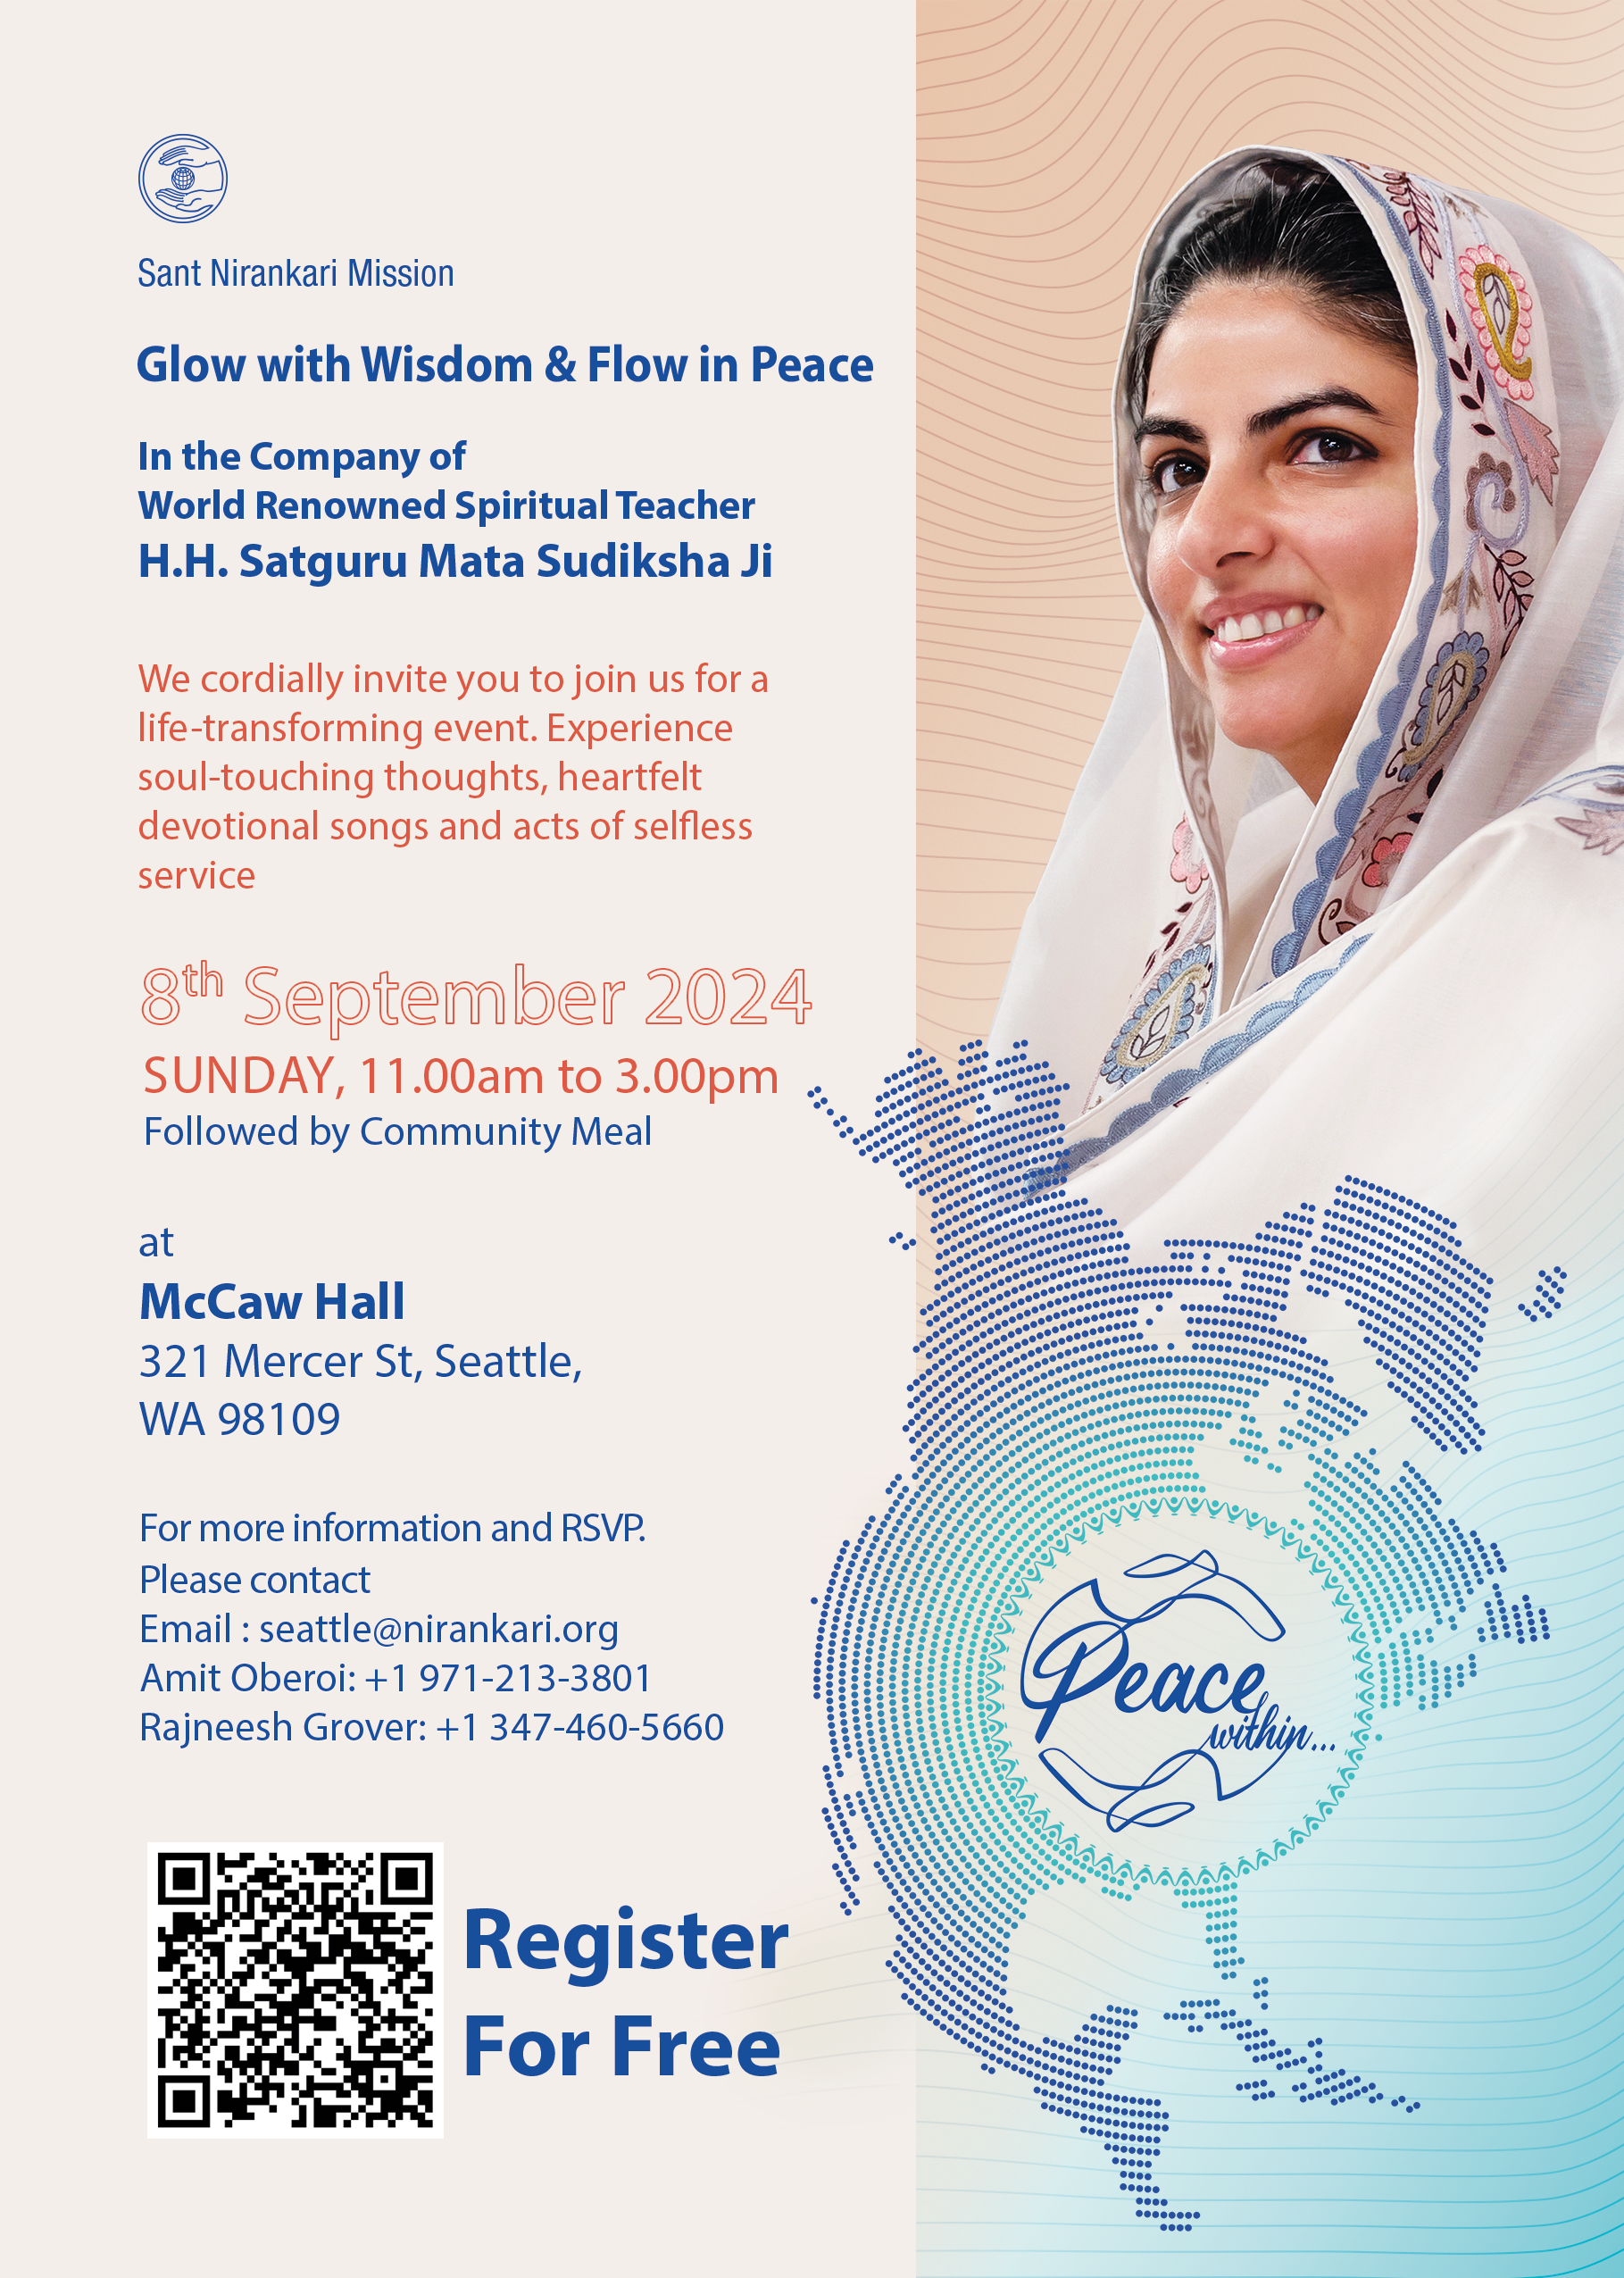 Sant Nirankari Mission
Glow with Wisdom & Flow in Peace
In the Company of
World Renowned Spiritual Teacher
H.H. Satguru Mata Sudiksha Ji
We cordially invite you to join us for a
life-transforming event. Experience
soul-touching thoughts, heartfelt
devotional songs and acts of selfless
service
8th September 2024
SUNDAY, 11.00am to 3.00pm
Followed by Community Meal
at
McCaw Hall
321 Mercer St, Seattle,
WA 98109
For more information and RSVP.
Please contact
Email : seattle@nirankari.org
Amit Oberoi: +1 971-213-3801
Rajneesh Grover: +1 347-460-5660
Register
For Free
Peace
within...